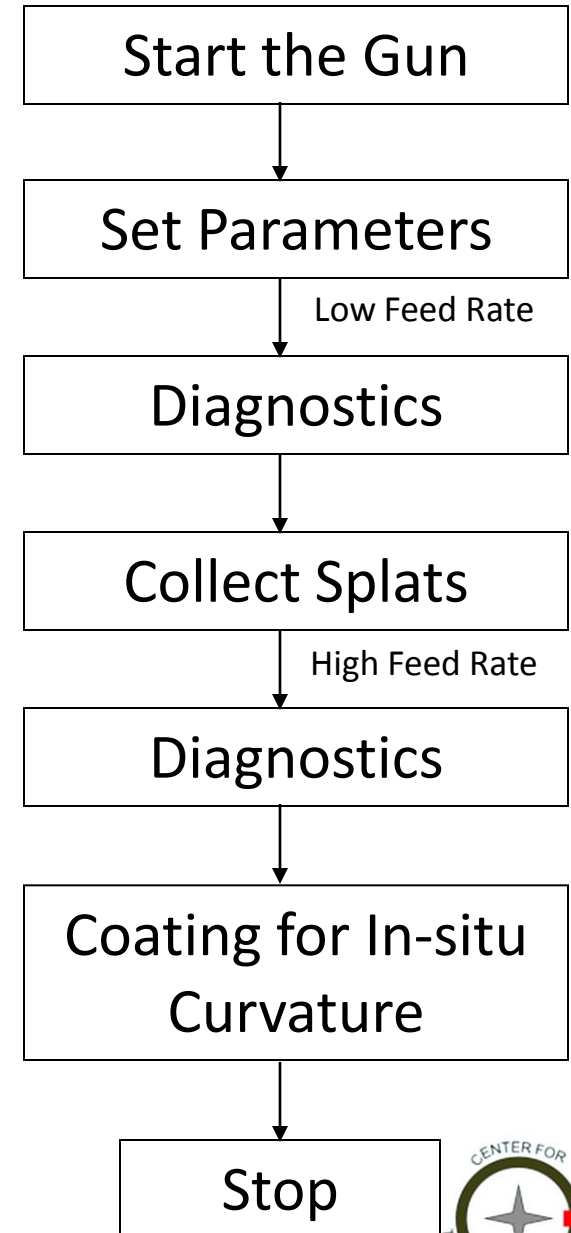 Start the Gun
Set Parameters
Low Feed Rate
Diagnostics
Collect Splats
High Feed Rate
Diagnostics
Coating for In-situ
Curvature
Stop
CENTER FOR